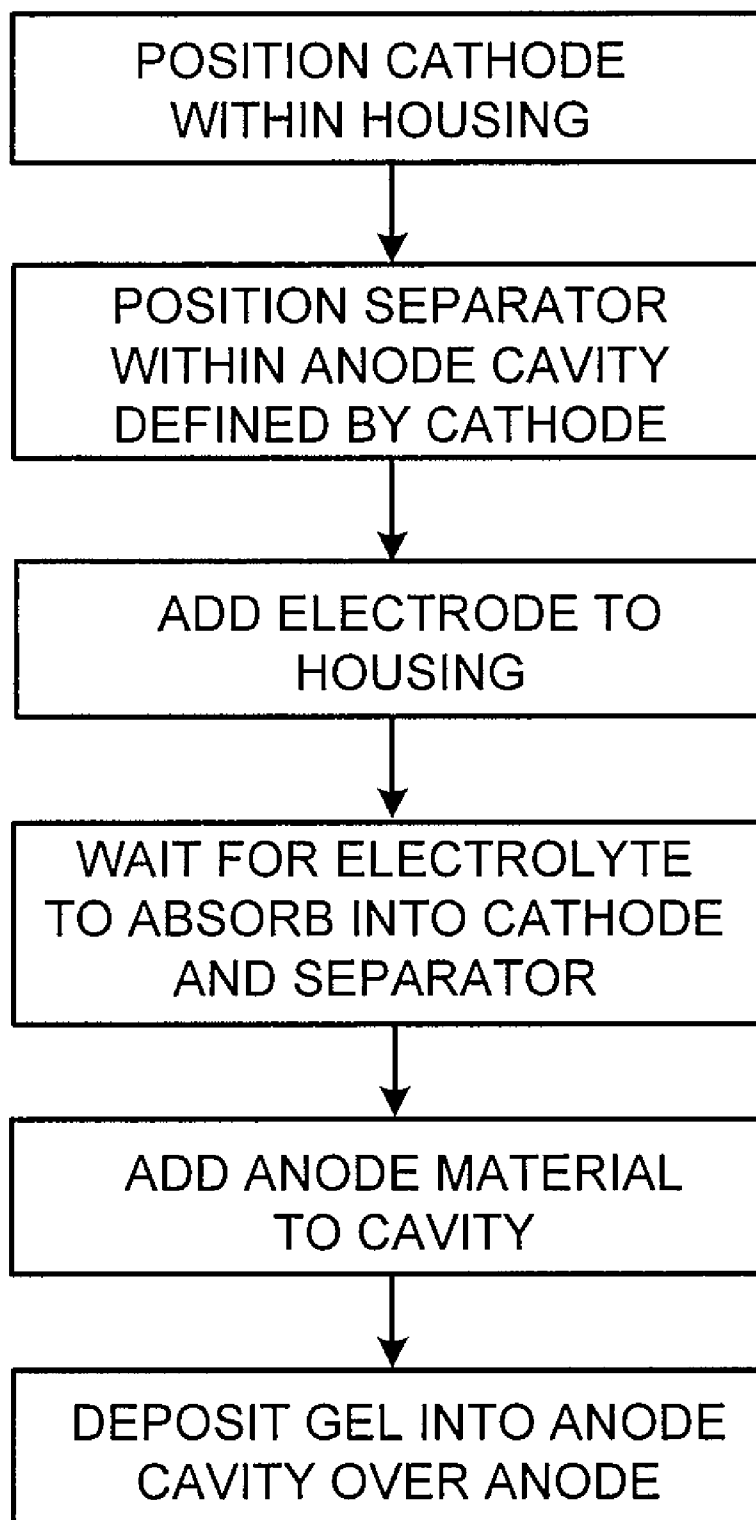 POSITION CATHODE
WITHIN HOUSING
POSITION SEPARATOR
WITHIN ANODE CAVITY
DEFINED BY CATHODE
ADD ELECTRODE TO
HOUSING
WAIT FOR ELECTROLYTE
TO ABSORB INTO CATHODE
AND SEPARATOR
ADD ANODE MATERIAL
TO CAVITY
DEPOSIT GEL INTO ANODE
CAVITY OVER ANODE